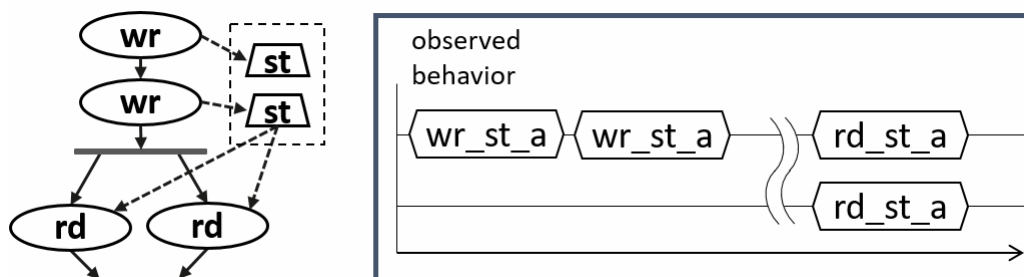 wr
st
wr
st
rd rd
observed
behavior
wr_st_a wr_st_a rd_st_a
rd_st_a